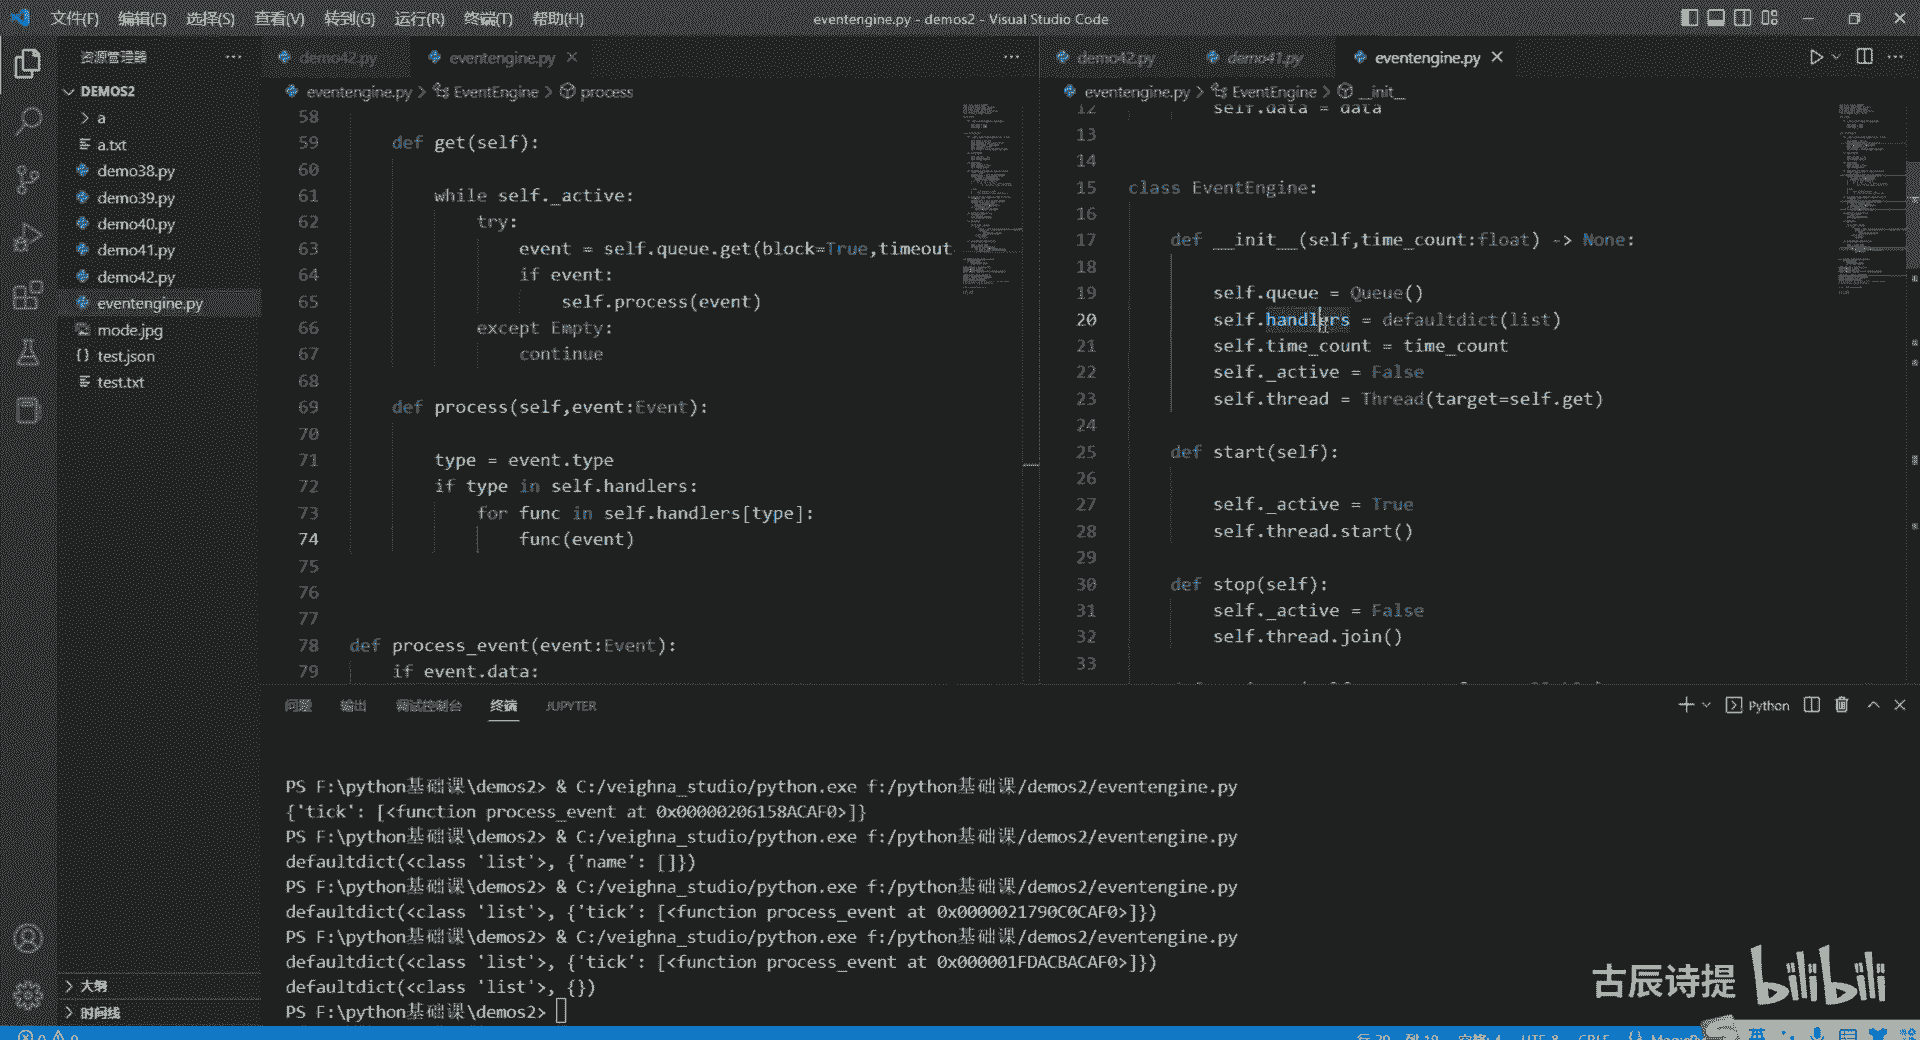 文件(F) 编辑(E) 选择(S) 查看(V) 转到(G) 运行(R) 终端(T) 帮助(H)
eventengine.py - demos2 - Visual Studio Code
资源管理器 ···
DEMOS2
a
a.txt
demo38.py
demo39.py
demo40.py
demo41.py
demo42.py
eventengine.py
mode.jpg
test.json
test.txt
大纲
时间线
demo42.py eventengine.py
eventengine.py > EventEngine > process
58
59 def get(self):
60
61 while self._active:
62 try:
63 event = self.queue.get(block=True,timeout
64 if event:
65 self.process(event)
66 except Empty:
67 continue
68
69 def process(self,event:Event):
70
71 type = event.type
72 if type in self.handlers:
73 for func in self.handlers[type]:
74 func(event)
75
76
77
78 def process_event(event:Event):
79 if event.data:
demo42.py demo41.py eventengine.py
eventengine.py > EventEngine > __init__
12 self.data = data
13
14
15 class EventEngine:
16
17 def __init__(self,time_count:float) -> None:
18
19 self.queue = Queue()
20 self.handlers = defaultdict(list)
21 self.time_count = time_count
22 self._active = False
23 self.thread = Thread(target=self.get)
24
25 def start(self):
26
27 self._active = True
28 self.thread.start()
29
30 def stop(self):
31 self._active = False
32 self.thread.join()
33
问题 输出 调试控制台 终端 JUPYTER
Python
PS F:\python基础课\demos2> & C:/veighna_studio/python.exe f:/python基础课/demos2/eventengine.py
{'tick': [<function process_event at 0x00000206158ACAF0>]}
PS F:\python基础课\demos2> & C:/veighna_studio/python.exe f:/python基础课/demos2/eventengine.py
defaultdict(<class 'list'>, {'name': []})
PS F:\python基础课\demos2> & C:/veighna_studio/python.exe f:/python基础课/demos2/eventengine.py
defaultdict(<class 'list'>, {'tick': [<function process_event at 0x0000021790C0CAF0>]})
PS F:\python基础课\demos2> & C:/veighna_studio/python.exe f:/python基础课/demos2/eventengine.py
defaultdict(<class 'list'>, {'tick': [<function process_event at 0x000001FDACBACAF0>]})
defaultdict(<class 'list'>, {})
PS F:\python基础课\demos2>
古辰诗提 bilibili